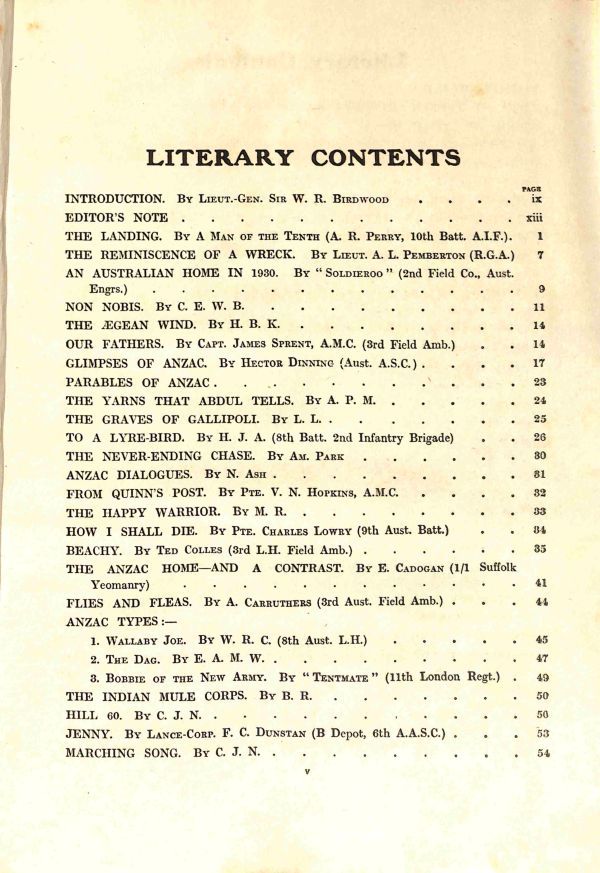 LITERARY CONTENTS
PAGE
INTRODUCTION. By Lieut.-Gen. Sir W. R. Birdwood . . . . ix
EDITOR'S NOTE . . . . . . . . . . . xiii
THE LANDING. By A Man of the Tenth (A. R. Perry, 10th Batt. A.I.F.). 1
THE REMINISCENCE OF A WRECK. By Lieut. A. L. Pemberton (R.G.A.) 7
AN AUSTRALIAN HOME IN 1930. By "Soldieroo" (2nd Field Co., Aust.
Engrs.) . . . . . . . . . . . . 9
NON NOBIS. By C. E. W. B. . . . . . . . . 11
THE ÆGEAN WIND. By H. B. K. . . . . . . . 14
OUR FATHERS. By Capt. James Sprent, A.M.C. (3rd Field Amb.) . . 14
GLIMPSES OF ANZAC. By Hector Dinning (Aust. A.S.C.) . . . . 17
PARABLES OF ANZAC . . . . . . . . . . 23
THE YARNS THAT ABDUL TELLS. By A. P. M. . . . . . 24
THE GRAVES OF GALLIPOLI. By L. L. . . . . . . 25
TO A LYRE-BIRD. By H. J. A. (8th Batt. 2nd Infantry Brigade) . . 26
THE NEVER-ENDING CHASE. By Am. Park . . . . . . 30
ANZAC DIALOGUES. By N. Ash . . . . . . . . 31
FROM QUINN'S POST. By Pte. V. N. Hopkins, A.M.C. . . . . 32
THE HAPPY WARRIOR. By M. R. . . . . . . . 33
HOW I SHALL DIE. By Pte. Charles Lowry (9th Aust. Batt.) . . 34
BEACHY. By Ted Colles (3rd L.H. Field Amb.) . . . . . . 35
THE ANZAC HOME—AND A CONTRAST. By E. Cadogan (1/1 Suffolk
Yeomanry) . . . . . . . . . . . 41
FLIES AND FLEAS. By A. Carruthers (3rd Aust. Field Amb.) . . . 44
ANZAC TYPES :—
1. Wallaby Joe. By W. R. C. (8th Aust. L.H.) . . . . . 45
2. The Dag. By E. A. M. W. . . . . . . . . 47
3. Bobbie of the New Army. By "Tentmate" (11th London Regt.) . 49
THE INDIAN MULE CORPS. By B. R. . . . . . . . 50
HILL 60. By C. J. N. . . . . . . . . . 50
JENNY. By Lance-Corp. F. C. Dunstan (B Depot, 6th A.A.S.C.) . . . 53
MARCHING SONG. By C. J. N. . . . . . . . . 54
v